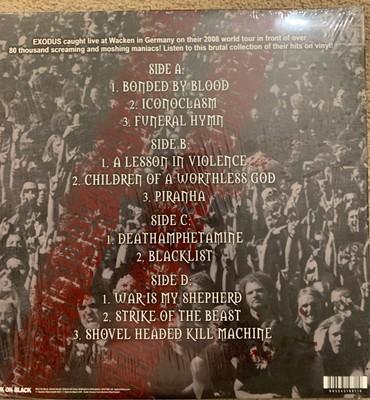 EXODUS caught live at Wacken in Germany on their 2008 world tour in front of over
80 thousand screaming and moshing maniacs! Listen to this brutal collection of their hits on vinyl!
SIDE A:
1. BONDED BY BLOOD
2. ICONOCLASM
3. FUNERAL HYMN
SIDE B:
1. A LESSON IN VIOLENCE
2. CHILDREN OF A WORTHLESS GOD
3. PIRANHA
SIDE C:
1. DEATHAMPHETAMINE
2. BLACKLIST
SIDE D:
1. WAR IS MY SHEPHERD
2. STRIKE OF THE BEAST
3. SHOVEL HEADED KILL MACHINE